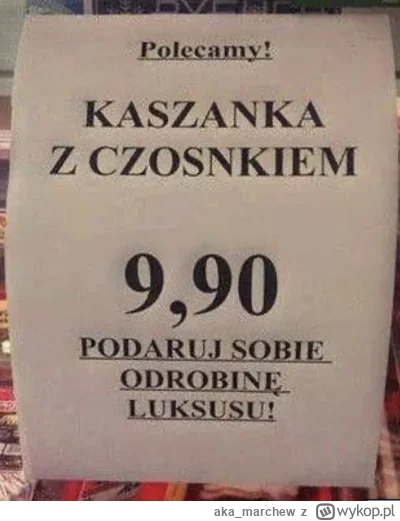 Polecamy!
KASZANKA
Z CZOSNKIEM
9,90
PODARUJ SOBIE
ODROBINĘ
LUKSUSU!
aka_marchew z wykop.pl